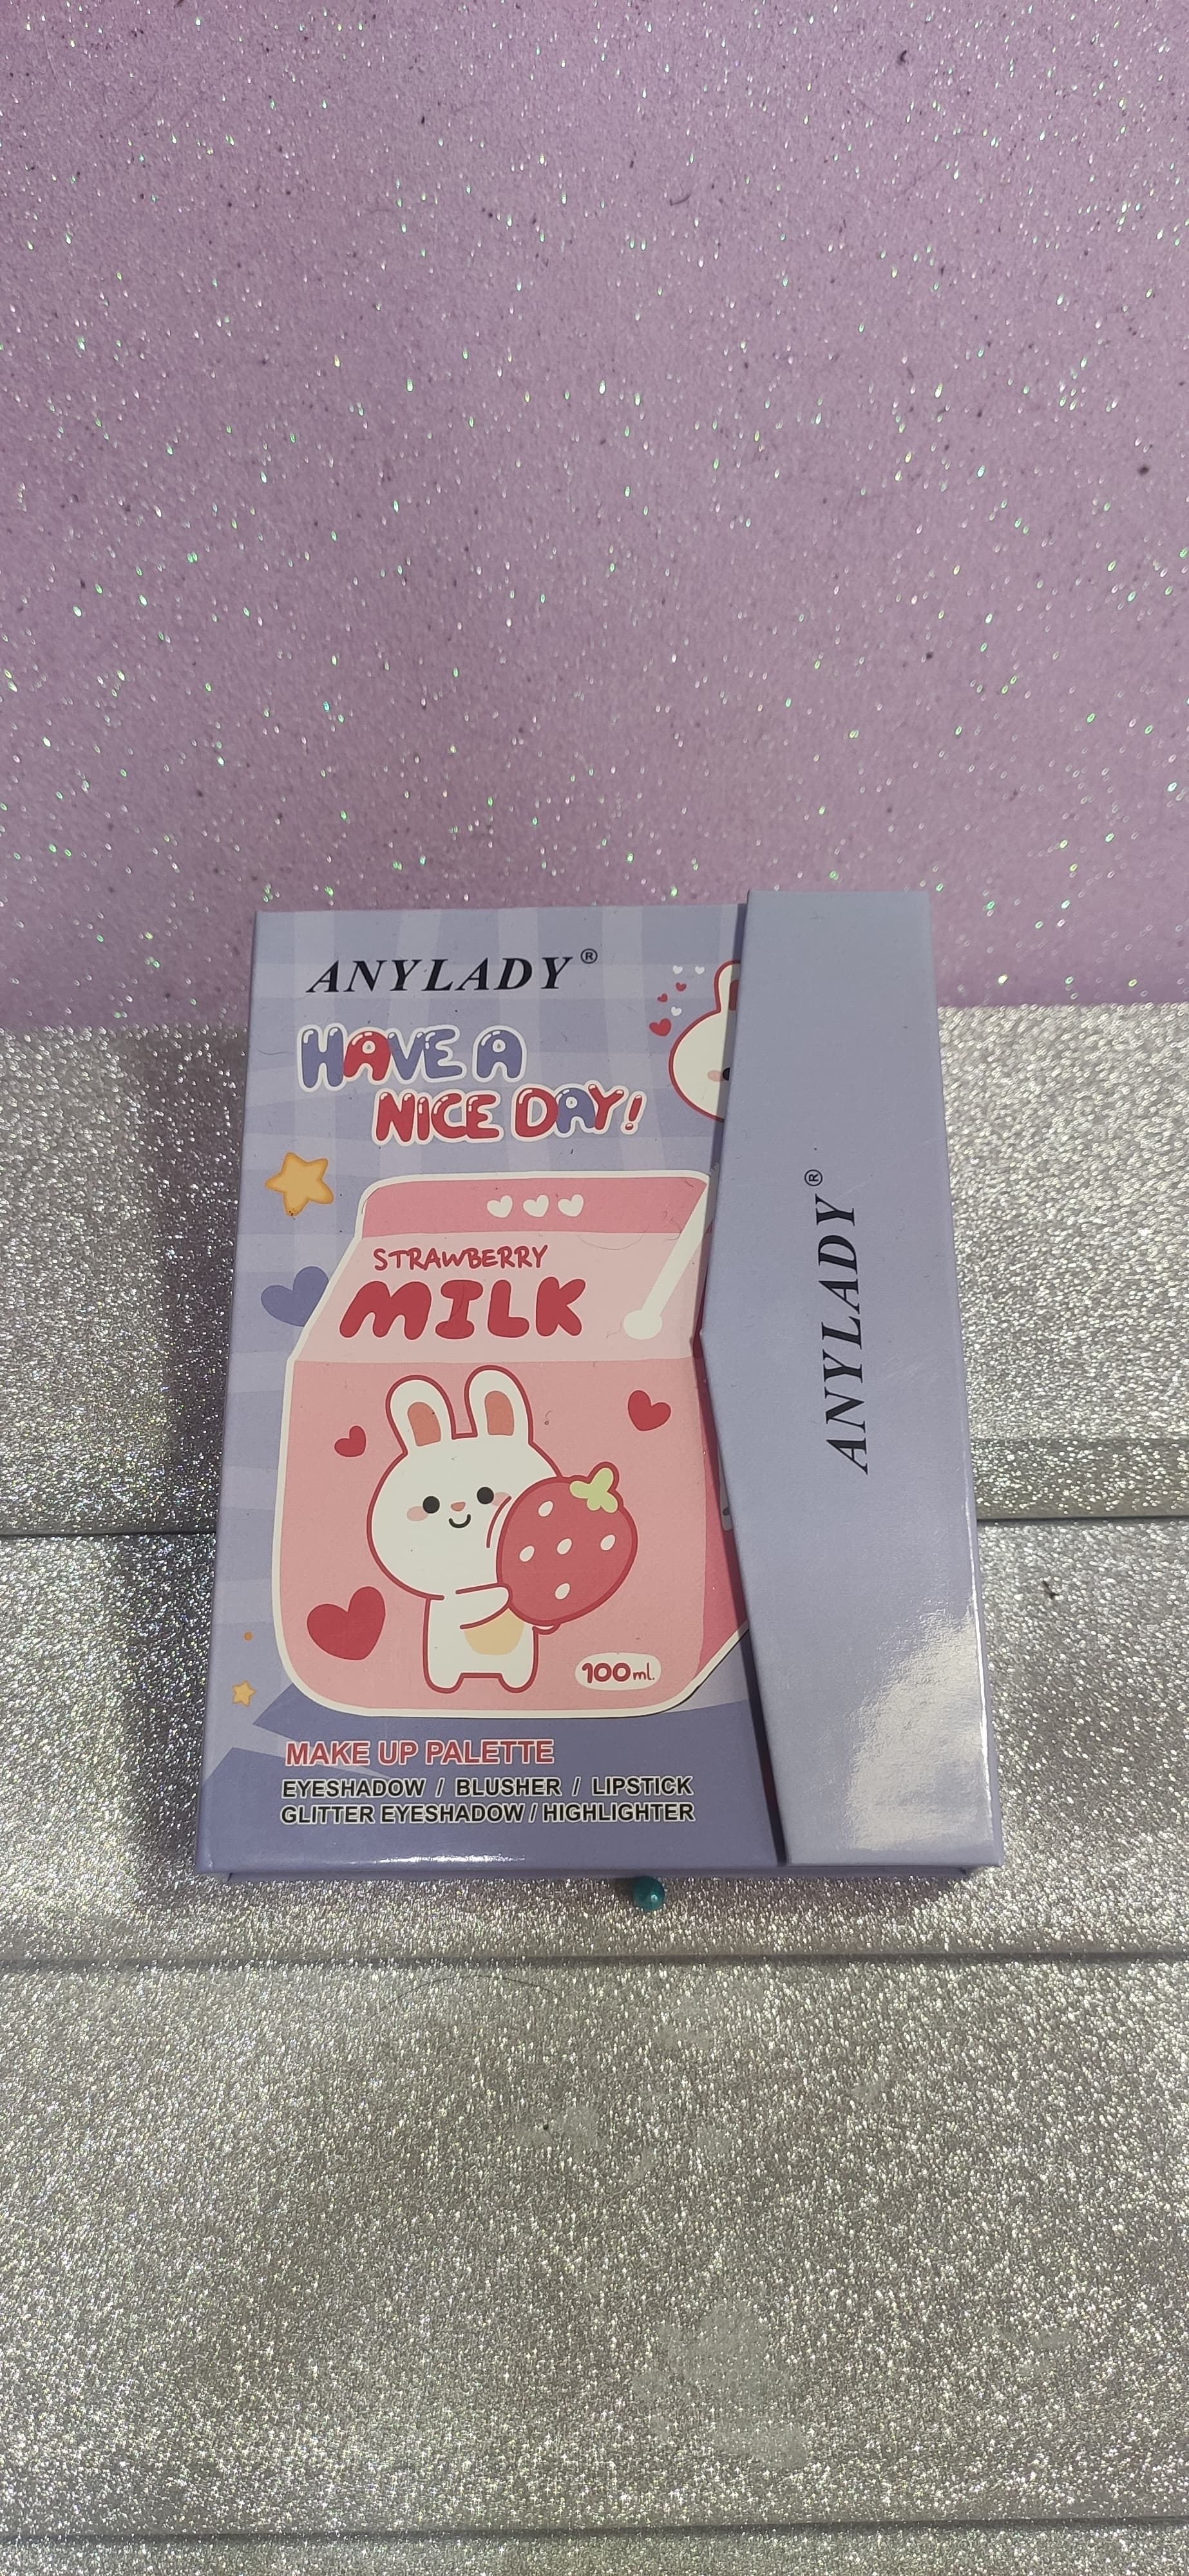 ANYLADY®
HAVE A
NICE DAY!
STRAWBERRY
MILK
100ml.
MAKE UP PALETTE
EYESHADOW / BLUSHER / LIPSTICK
GLITTER EYESHADOW / HIGHLIGHTER
ANYLADY®